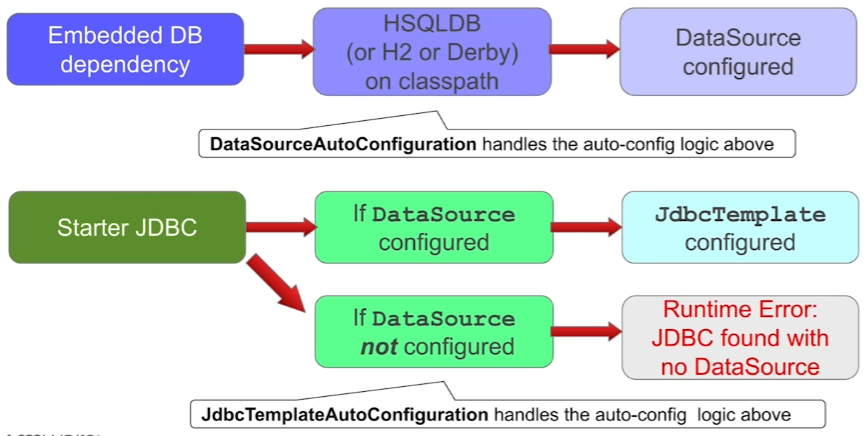 Embedded DB
dependency
HSQLDB
(or H2 or Derby)
on classpath
DataSource
configured
DataSourceAutoConfiguration handles the auto-config logic above
Starter JDBC
If DataSource
configured
JdbcTemplate
configured
If DataSource
not configured
Runtime Error:
JDBC found with
no DataSource
JdbcTemplateAutoConfiguration handles the auto-config logic above